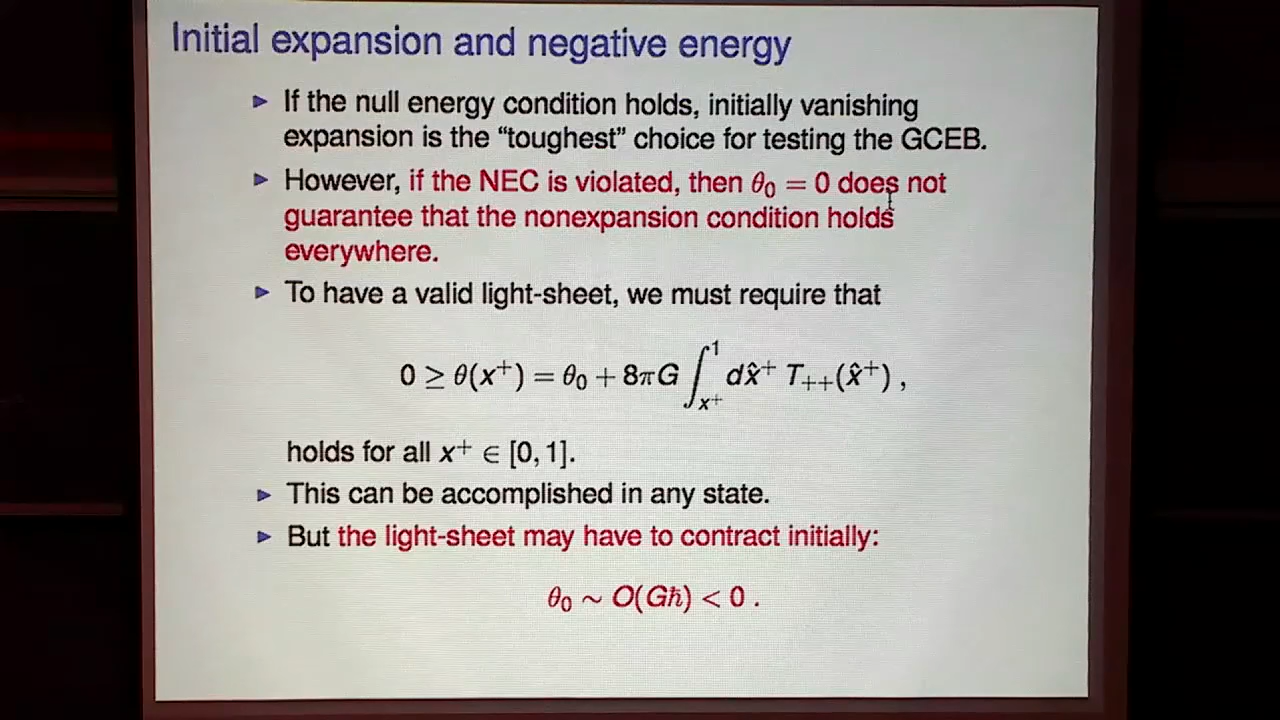 Initial expansion and negative energy
► If the null energy condition holds, initially vanishing
expansion is the “toughest” choice for testing the GCEB.
► However, if the NEC is violated, then θ₀ = 0 does not
guarantee that the nonexpansion condition holds
everywhere.
► To have a valid light-sheet, we must require that
0 ≥ θ(x⁺) = θ₀ + 8πG ∫ₓ₊¹ dx̂⁺ T₊₊(x̂⁺) ,
holds for all x⁺ ∈ [0, 1].
► This can be accomplished in any state.
► But the light-sheet may have to contract initially:
θ₀ ∼ O(Għ) < 0 .